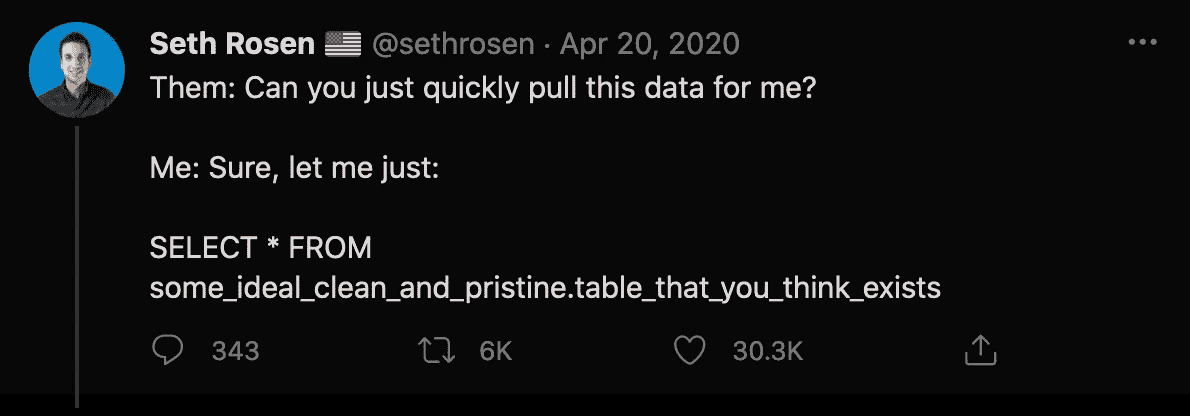 Seth Rosen 🇺🇸 @sethrosen · Apr 20, 2020
Them: Can you just quickly pull this data for me?
Me: Sure, let me just:
SELECT * FROM
some_ideal_clean_and_pristine.table_that_you_think_exists
343 6K 30.3K